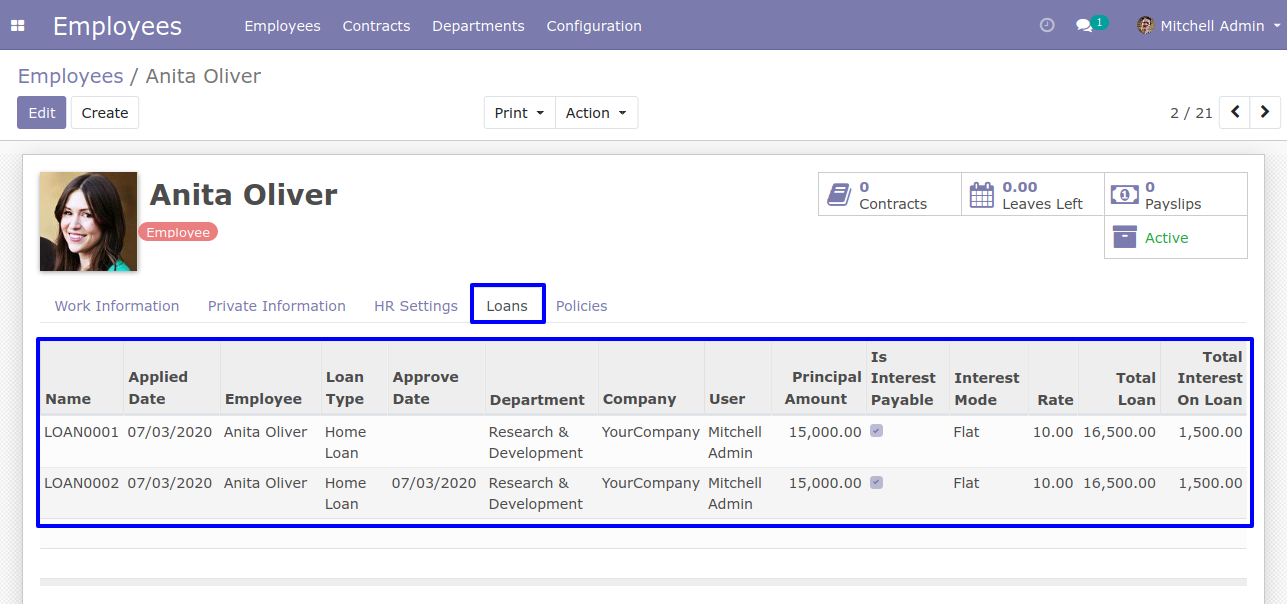 Employees Employees Contracts Departments Configuration 1 Mitchell Admin
Employees / Anita Oliver
Edit Create Print Action 2 / 21
Anita Oliver
Employee
0 Contracts
0.00 Leaves Left
0 Payslips
Active
Work Information Private Information HR Settings Loans Policies
Name Applied Date Employee Loan Type Approve Date Department Company User Principal Amount Is Interest Payable Interest Mode Rate Total Loan Total Interest On Loan
LOAN0001 07/03/2020 Anita Oliver Home Loan Research & Development YourCompany Mitchell Admin 15,000.00 Flat 10.00 16,500.00 1,500.00
LOAN0002 07/03/2020 Anita Oliver Home Loan 07/03/2020 Research & Development YourCompany Mitchell Admin 15,000.00 Flat 10.00 16,500.00 1,500.00